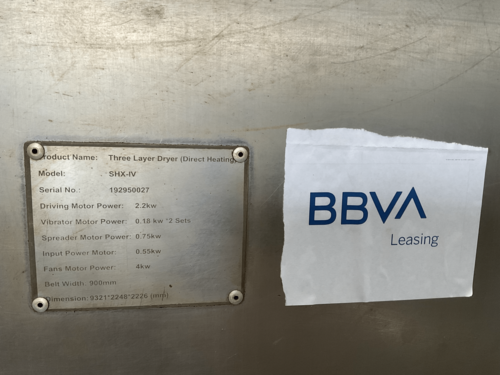 Product Name: Three Layer Dryer (Direct Heating)
Model: SHX-IV
Serial No.: 192950027
Driving Motor Power: 2.2kw
Vibrator Motor Power: 0.18 kw *2 Sets
Spreader Motor Power: 0.75kw
Input Power Motor: 0.55kw
Fans Motor Power: 4kw
Belt Width: 900mm
Dimension: 9321*2248*2226 (mm)
BBVA
Leasing